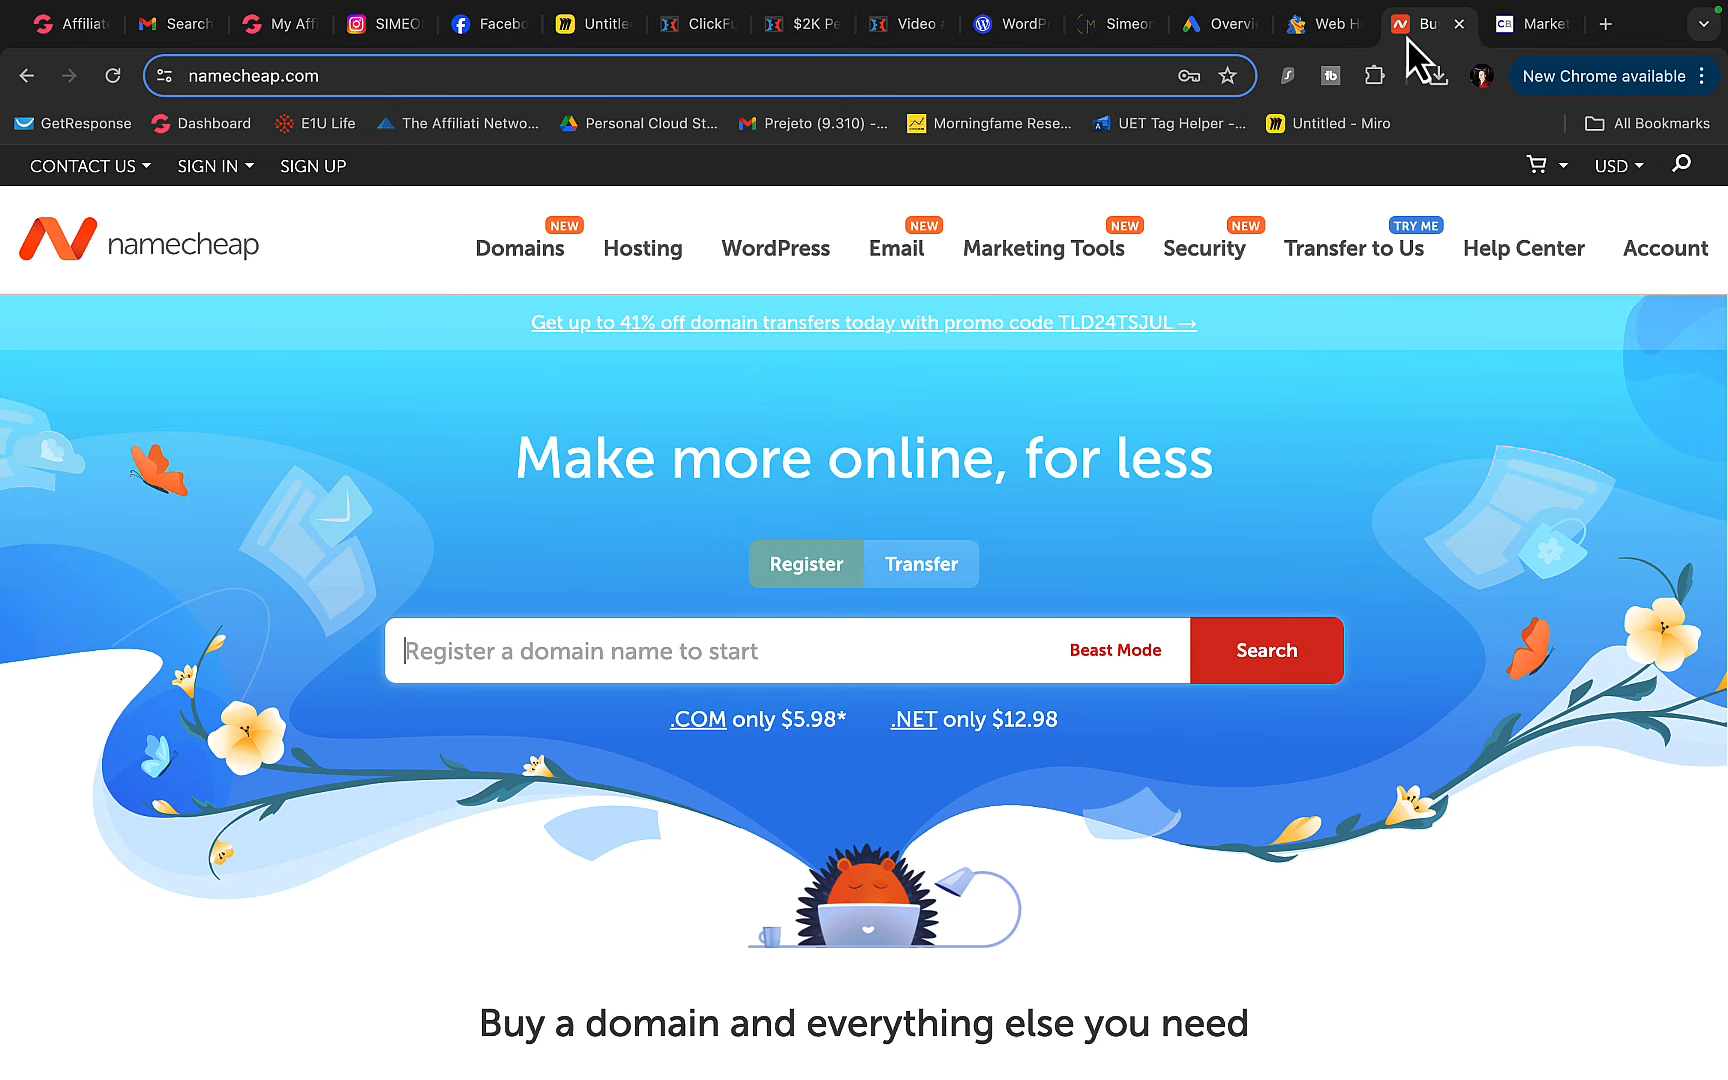 Affiliat Search My Affi SIMEO Facebo Untitle ClickFu $2K Pe Video WordPr Simeon Overvi Web H Bu CB Market
namecheap.com New Chrome available
GetResponse Dashboard E1U Life The Affiliati Netwo... Personal Cloud St... Prejeto (9.310) -... Morningfame Rese... UET Tag Helper -... Untitled - Miro All Bookmarks
CONTACT US SIGN IN SIGN UP USD
namecheap
NEW NEW NEW NEW TRY ME
Domains Hosting WordPress Email Marketing Tools Security Transfer to Us Help Center Account
Get up to 41% off domain transfers today with promo code TLD24TSJUL →
Make more online, for less
Register Transfer
Register a domain name to start Beast Mode Search
.COM only $5.98* .NET only $12.98
Buy a domain and everything else you need